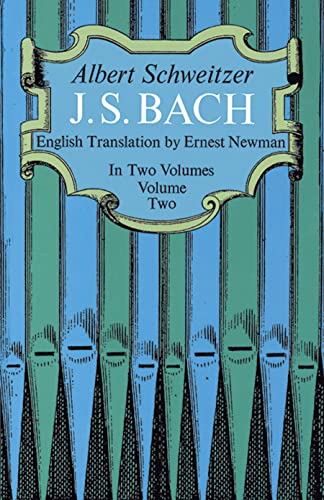 Albert Schweitzer
J. S. BACH
English Translation by Ernest Newman
In Two Volumes
Volume
Two